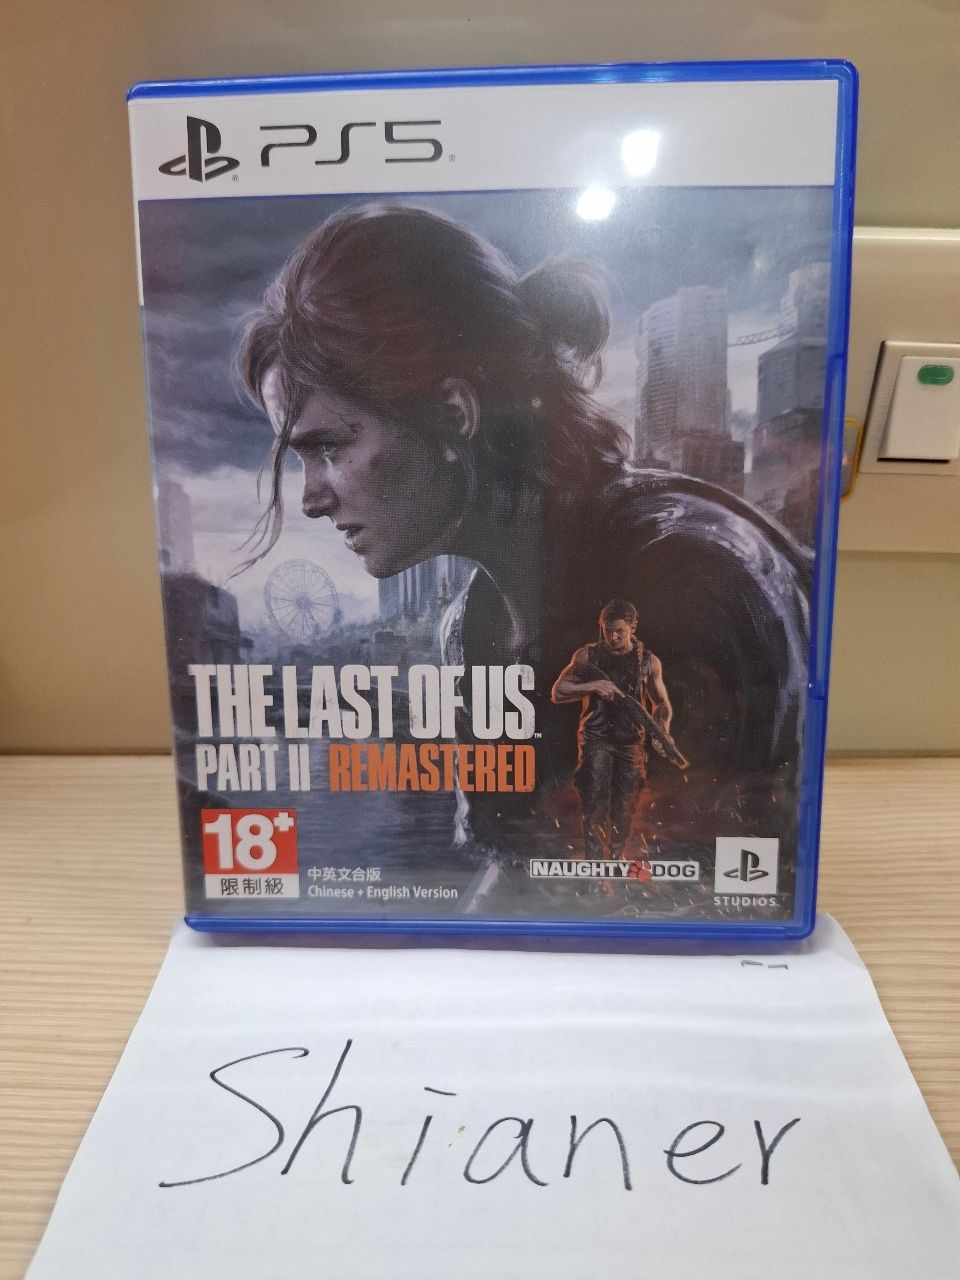 PS5
THE LAST OF US™
PART II REMASTERED
18+
限制級
中英文合版
Chinese + English Version
NAUGHTY DOG
STUDIOS
Shianer